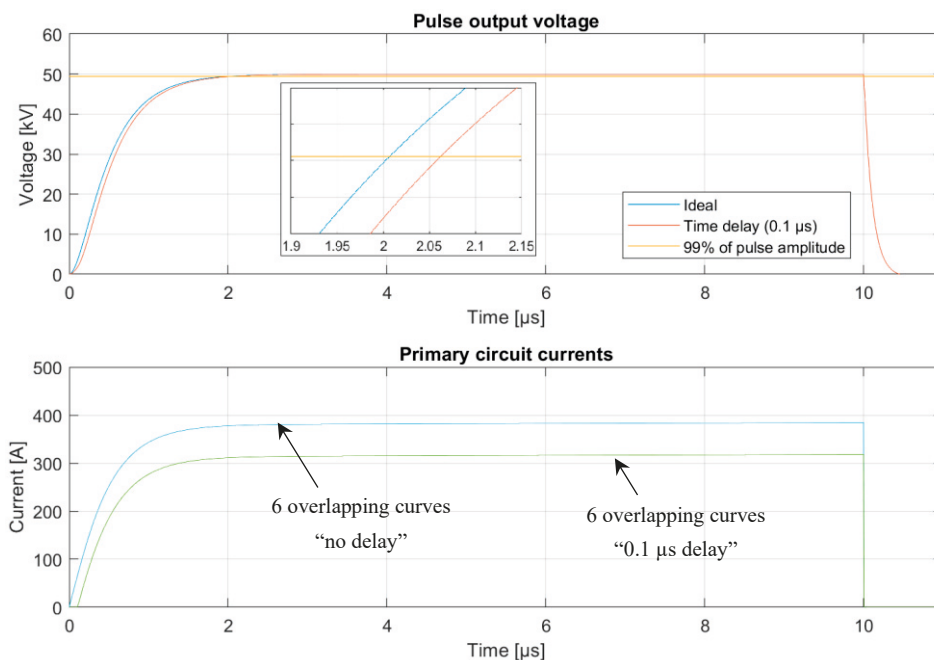 Pulse output voltage
60
50
40
30
20
10
0
Voltage [kV]
1.9 1.95 2 2.05 2.1 2.15
Ideal
Time delay (0.1 µs)
99% of pulse amplitude
0 2 4 6 8 10
Time [µs]
Primary circuit currents
500
400
300
200
100
0
Current [A]
6 overlapping curves
“no delay”
6 overlapping curves
“0.1 µs delay”
0 2 4 6 8 10
Time [µs]